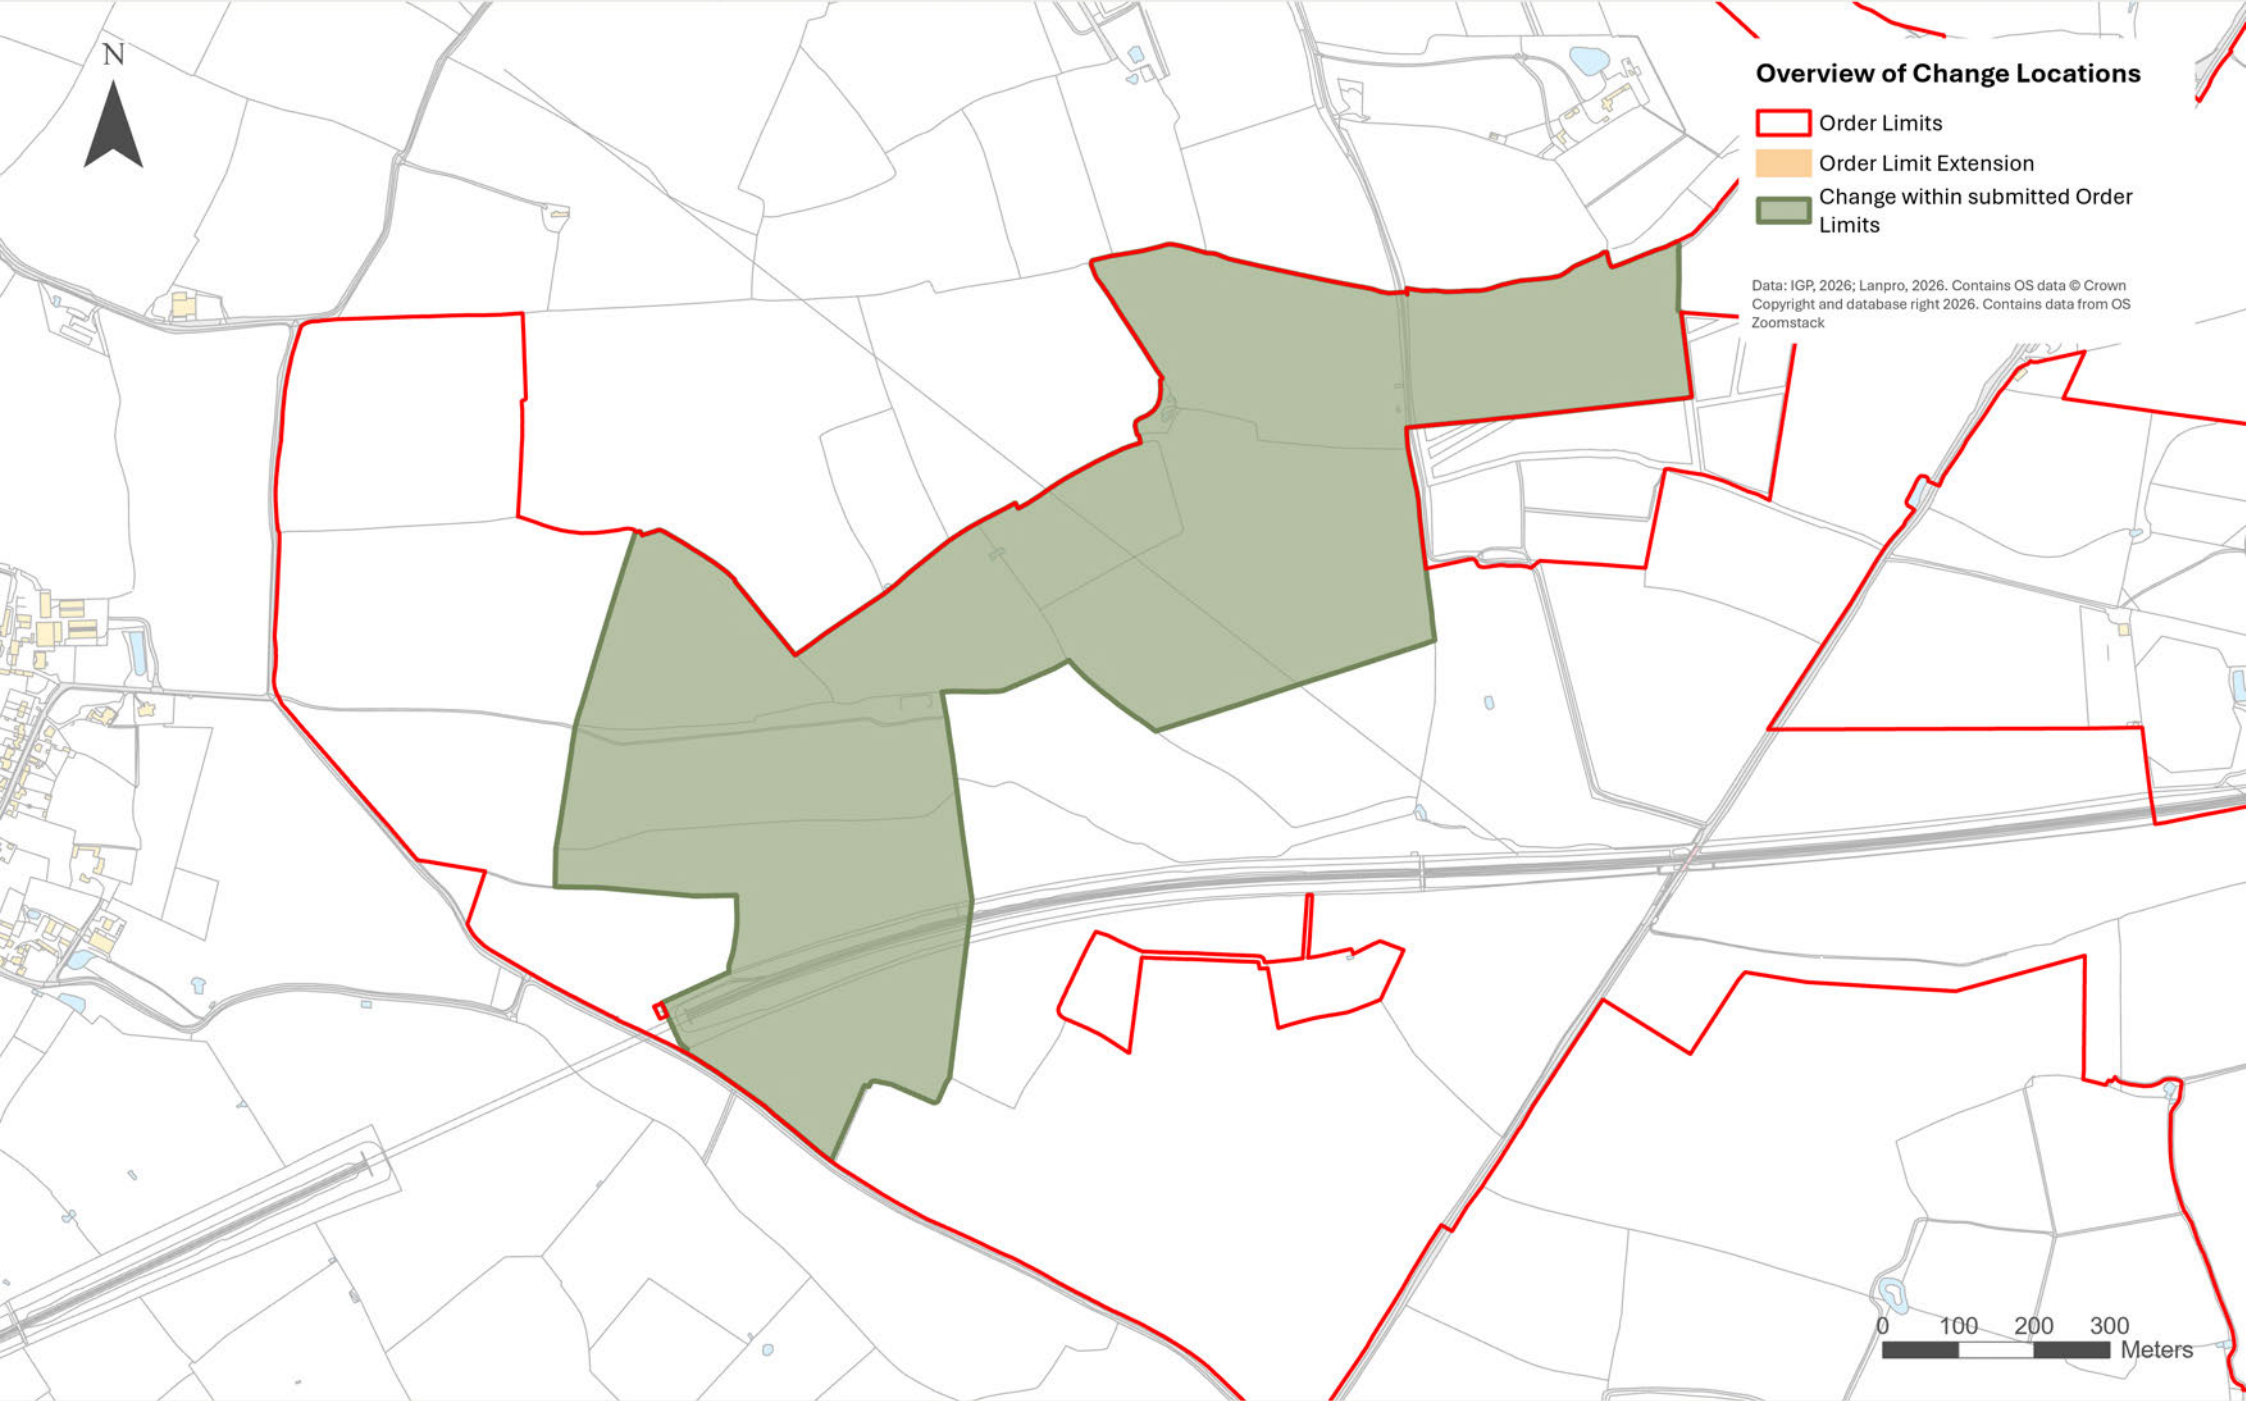 N
Overview of Change Locations
Order Limits
Order Limit Extension
Change within submitted Order
Limits
Data: IGP, 2026; Lanpro, 2026. Contains OS data © Crown
Copyright and database right 2026. Contains data from OS
Zoomstack
0 100 200 300
Meters